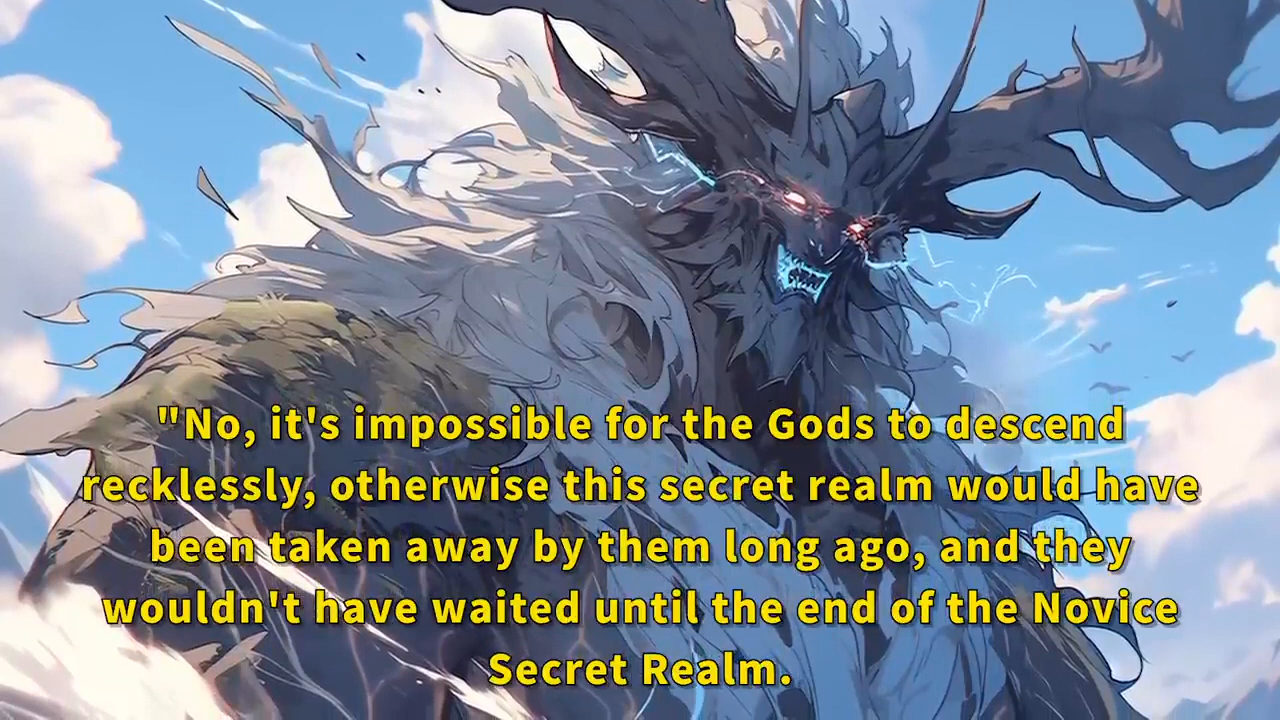 "No, it's impossible for the Gods to descend
recklessly, otherwise this secret realm would have
been taken away by them long ago, and they
wouldn't have waited until the end of the Novice
Secret Realm.